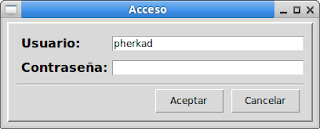 Acceso
Usuario: pherkad
Contraseña:
Aceptar Cancelar